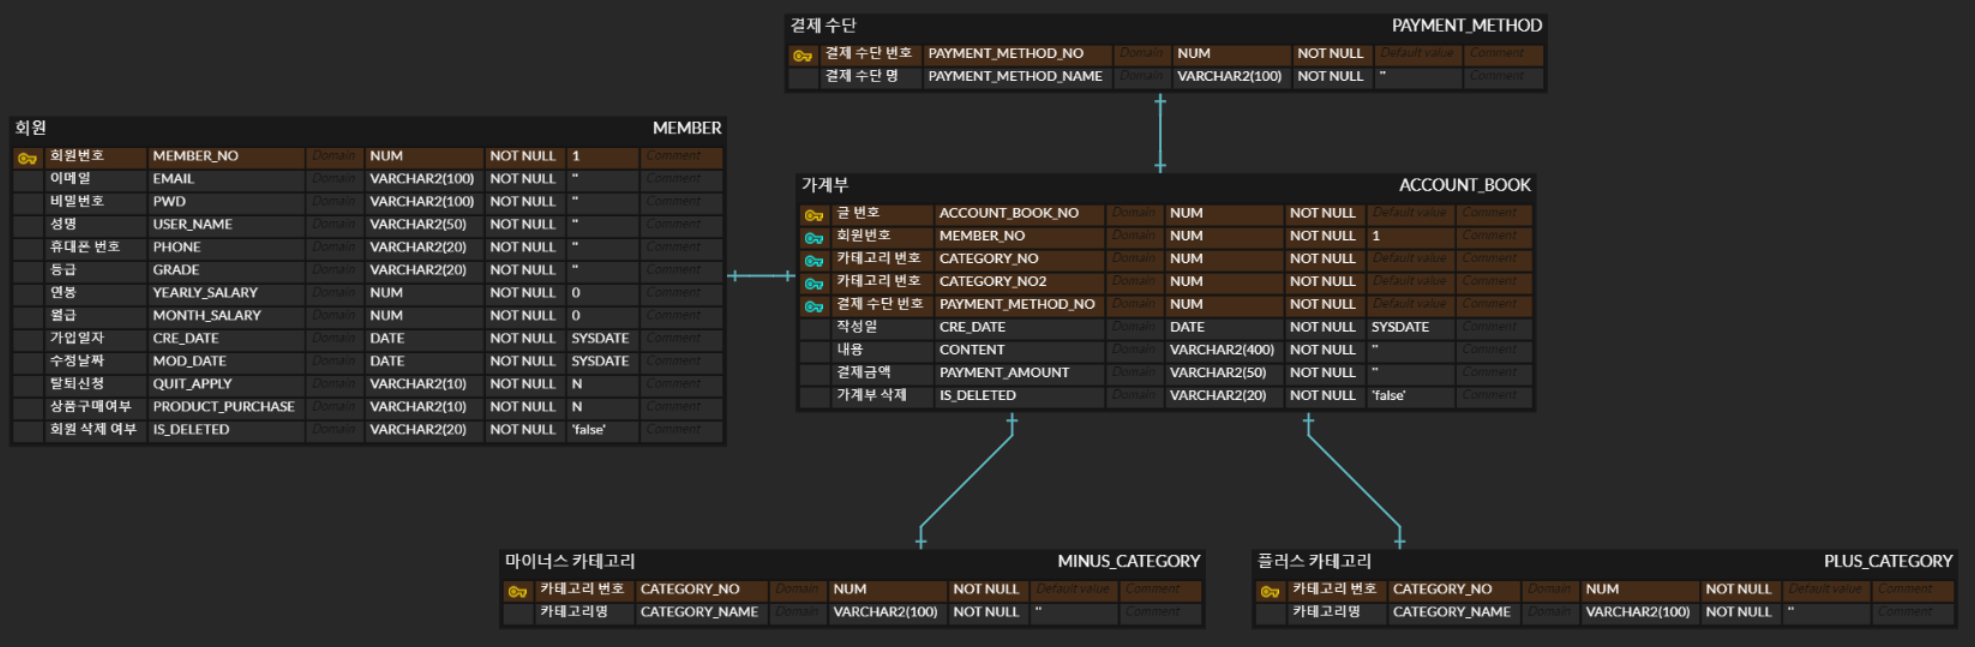 결제 수단 PAYMENT_METHOD
결제 수단 번호 PAYMENT_METHOD_NO Domain NUM NOT NULL Default value Comment
결제 수단 명 PAYMENT_METHOD_NAME Domain VARCHAR2(100) NOT NULL '' Comment
회원 MEMBER
회원번호 MEMBER_NO Domain NUM NOT NULL 1 Comment
이메일 EMAIL Domain VARCHAR2(100) NOT NULL '' Comment
비밀번호 PWD Domain VARCHAR2(100) NOT NULL '' Comment
성명 USER_NAME Domain VARCHAR2(50) NOT NULL '' Comment
휴대폰 번호 PHONE Domain VARCHAR2(20) NOT NULL '' Comment
등급 GRADE Domain VARCHAR2(20) NOT NULL '' Comment
연봉 YEARLY_SALARY Domain NUM NOT NULL 0 Comment
월급 MONTH_SALARY Domain NUM NOT NULL 0 Comment
가입일자 CRE_DATE Domain DATE NOT NULL SYSDATE Comment
수정날짜 MOD_DATE Domain DATE NOT NULL SYSDATE Comment
탈퇴신청 QUIT_APPLY Domain VARCHAR2(10) NOT NULL N Comment
상품구매여부 PRODUCT_PURCHASE Domain VARCHAR2(10) NOT NULL N Comment
회원 삭제 여부 IS_DELETED Domain VARCHAR2(20) NOT NULL 'false' Comment
가계부 ACCOUNT_BOOK
글 번호 ACCOUNT_BOOK_NO Domain NUM NOT NULL Default value Comment
회원번호 MEMBER_NO Domain NUM NOT NULL 1 Comment
카테고리 번호 CATEGORY_NO Domain NUM NOT NULL Default value Comment
카테고리 번호 CATEGORY_NO2 Domain NUM NOT NULL Default value Comment
결제 수단 번호 PAYMENT_METHOD_NO Domain NUM NOT NULL Default value Comment
작성일 CRE_DATE Domain DATE NOT NULL SYSDATE Comment
내용 CONTENT Domain VARCHAR2(400) NOT NULL '' Comment
결제금액 PAYMENT_AMOUNT Domain VARCHAR2(50) NOT NULL '' Comment
가계부 삭제 IS_DELETED Domain VARCHAR2(20) NOT NULL 'false' Comment
마이너스 카테고리 MINUS_CATEGORY
카테고리 번호 CATEGORY_NO Domain NUM NOT NULL Default value Comment
카테고리명 CATEGORY_NAME Domain VARCHAR2(100) NOT NULL '' Comment
플러스 카테고리 PLUS_CATEGORY
카테고리 번호 CATEGORY_NO Domain NUM NOT NULL Default value Comment
카테고리명 CATEGORY_NAME Domain VARCHAR2(100) NOT NULL '' Comment